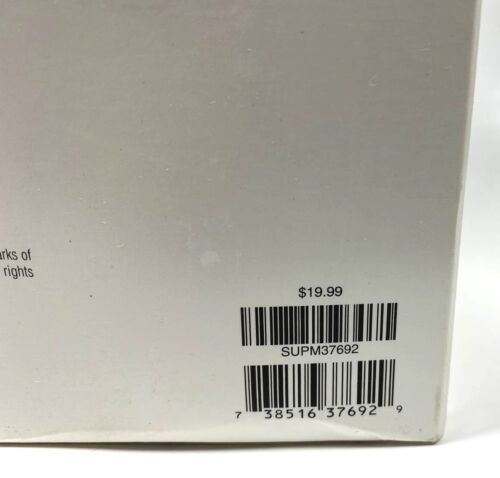 arks of
rights
$19.99
SUPM37692
7 38516 37692 9